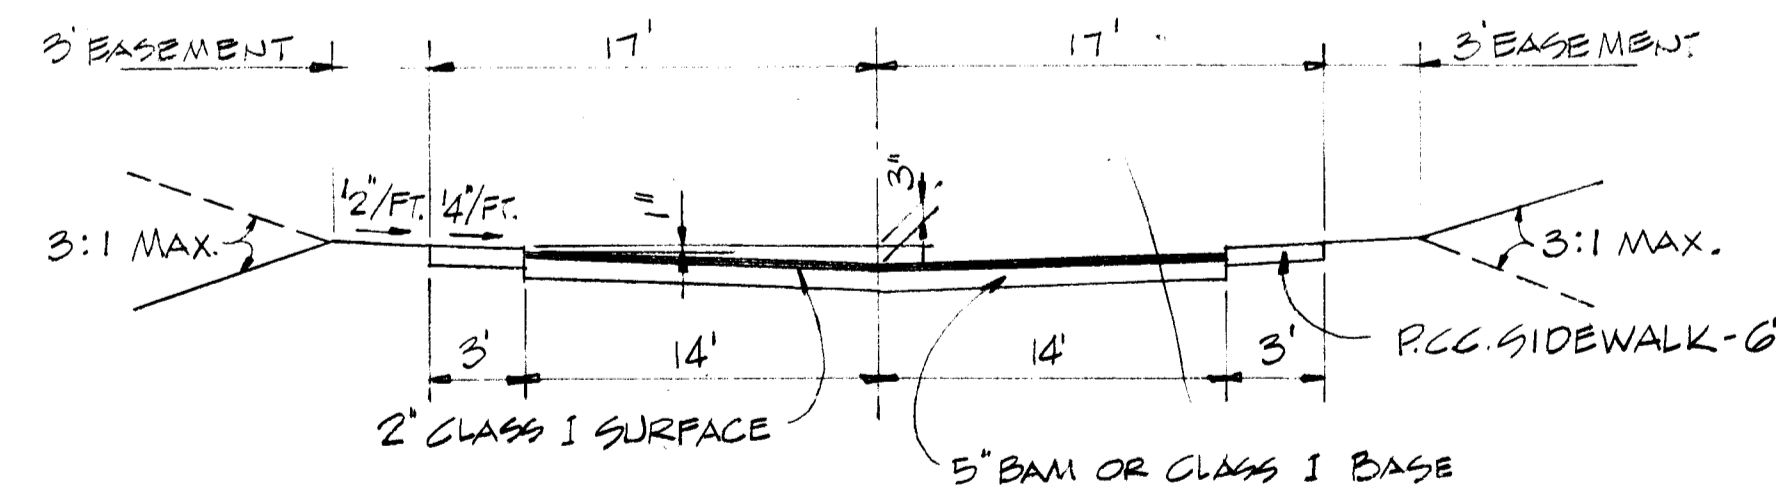 3' EASEMENT 17' 17' 3' EASEMENT
3"
1/2"/FT. 1/4"/FT. 1"
3:1 MAX. 3:1 MAX.
3' 14' 14' 3' P.C.C. SIDEWALK-6'
2" CLASS I SURFACE
5" BAM OR CLASS I BASE